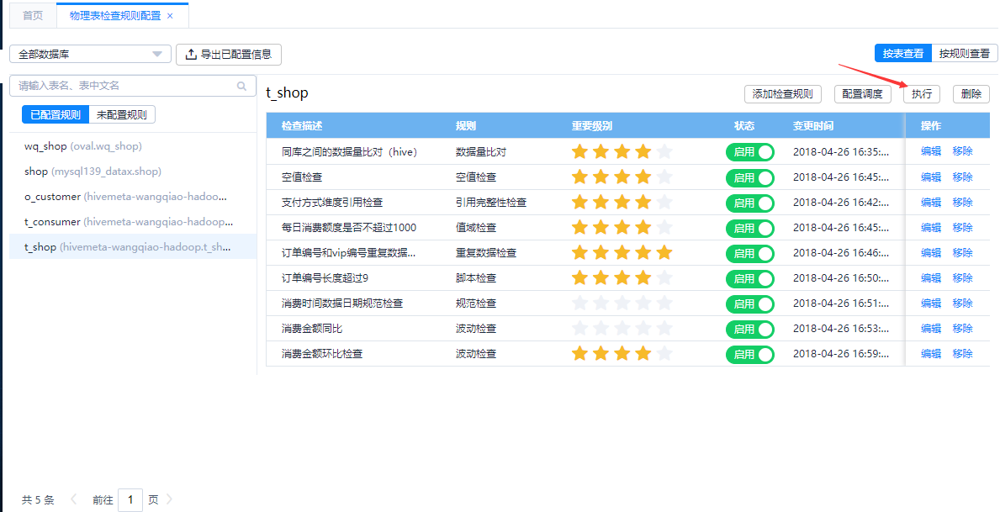 首页 物理表检查规则配置 ×
全部数据库 导出已配置信息 按表查看 按规则查看
请输入表名、表中文名
已配置规则 未配置规则
wq_shop (oval.wq_shop)
shop (mysql139_datax.shop)
o_customer (hivemeta-wangqiao-hadoo...
t_consumer (hivemeta-wangqiao-hadoop...
t_shop (hivemeta-wangqiao-hadoop.t_sh...
t_shop 添加检查规则 配置调度 执行 删除
检查描述 规则 重要级别 状态 变更时间 操作
同库之间的数据量比对（hive） 数据量比对 启用 2018-04-26 16:35:... 编辑 移除
空值检查 空值检查 启用 2018-04-26 16:45:... 编辑 移除
支付方式维度引用检查 引用完整性检查 启用 2018-04-26 16:42:... 编辑 移除
每日消费额度是否不超过1000 值域检查 启用 2018-04-26 16:45:... 编辑 移除
订单编号和vip编号重复数据... 重复数据检查 启用 2018-04-26 16:46:... 编辑 移除
订单编号长度超过9 脚本检查 启用 2018-04-26 16:50:... 编辑 移除
消费时间数据日期规范检查 规范检查 启用 2018-04-26 16:51:... 编辑 移除
消费金额同比 波动检查 启用 2018-04-26 16:53:... 编辑 移除
消费金额环比检查 波动检查 启用 2018-04-26 16:59:... 编辑 移除
共 5 条 前往 1 页